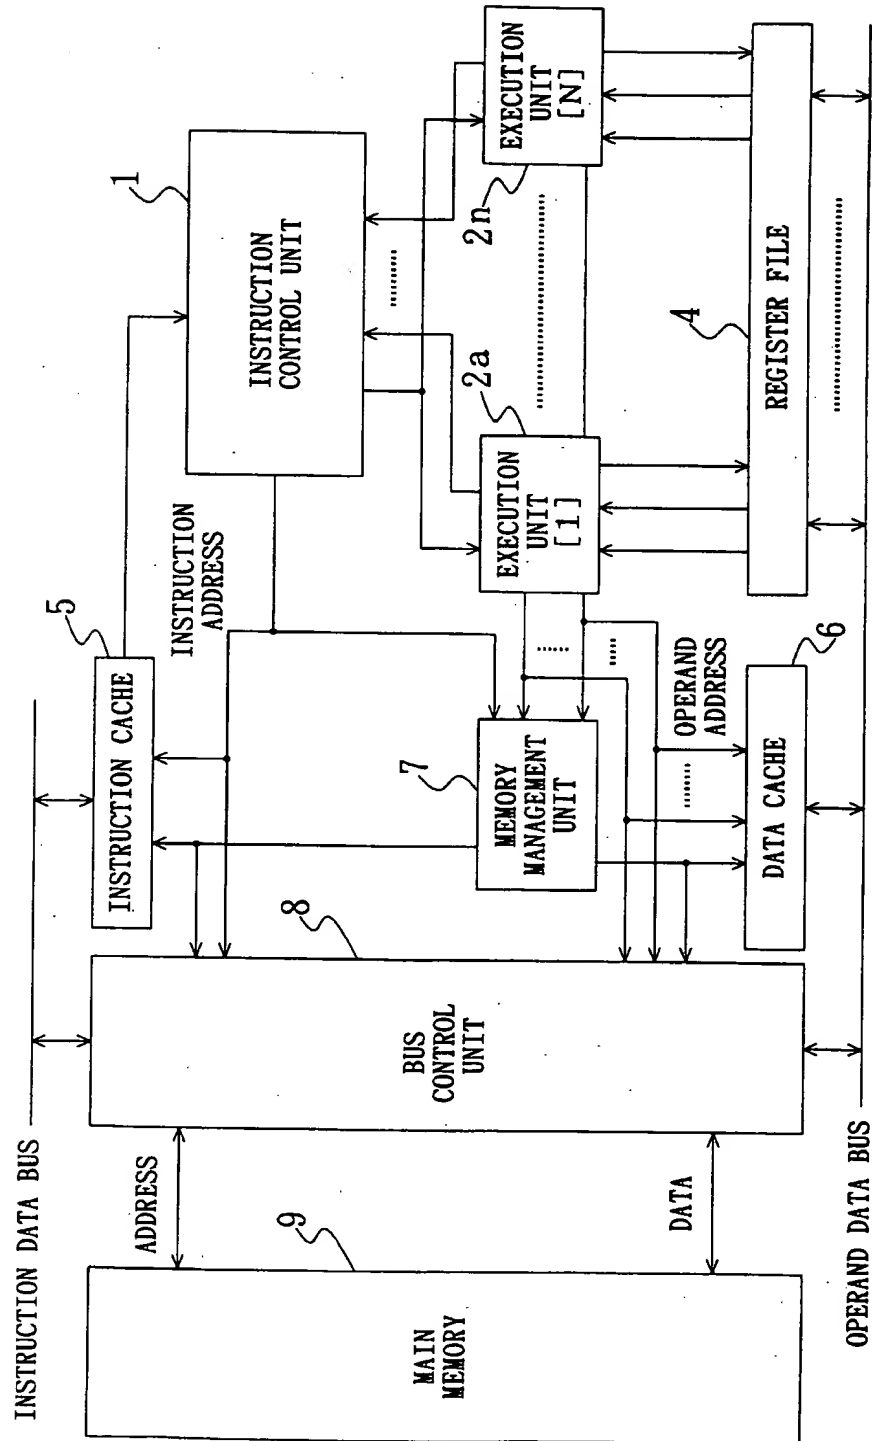 INSTRUCTION DATA BUS
5
INSTRUCTION CACHE
1
INSTRUCTION
CONTROL UNIT
INSTRUCTION
ADDRESS
ADDRESS
8
BUS
CONTROL
UNIT
9
MAIN
MEMORY
DATA
7
MEMORY
MANAGEMENT
UNIT
2a
EXECUTION
UNIT
[1]
2n
EXECUTION
UNIT
[N]
OPERAND
ADDRESS
6
DATA CACHE
4
REGISTER FILE
OPERAND DATA BUS